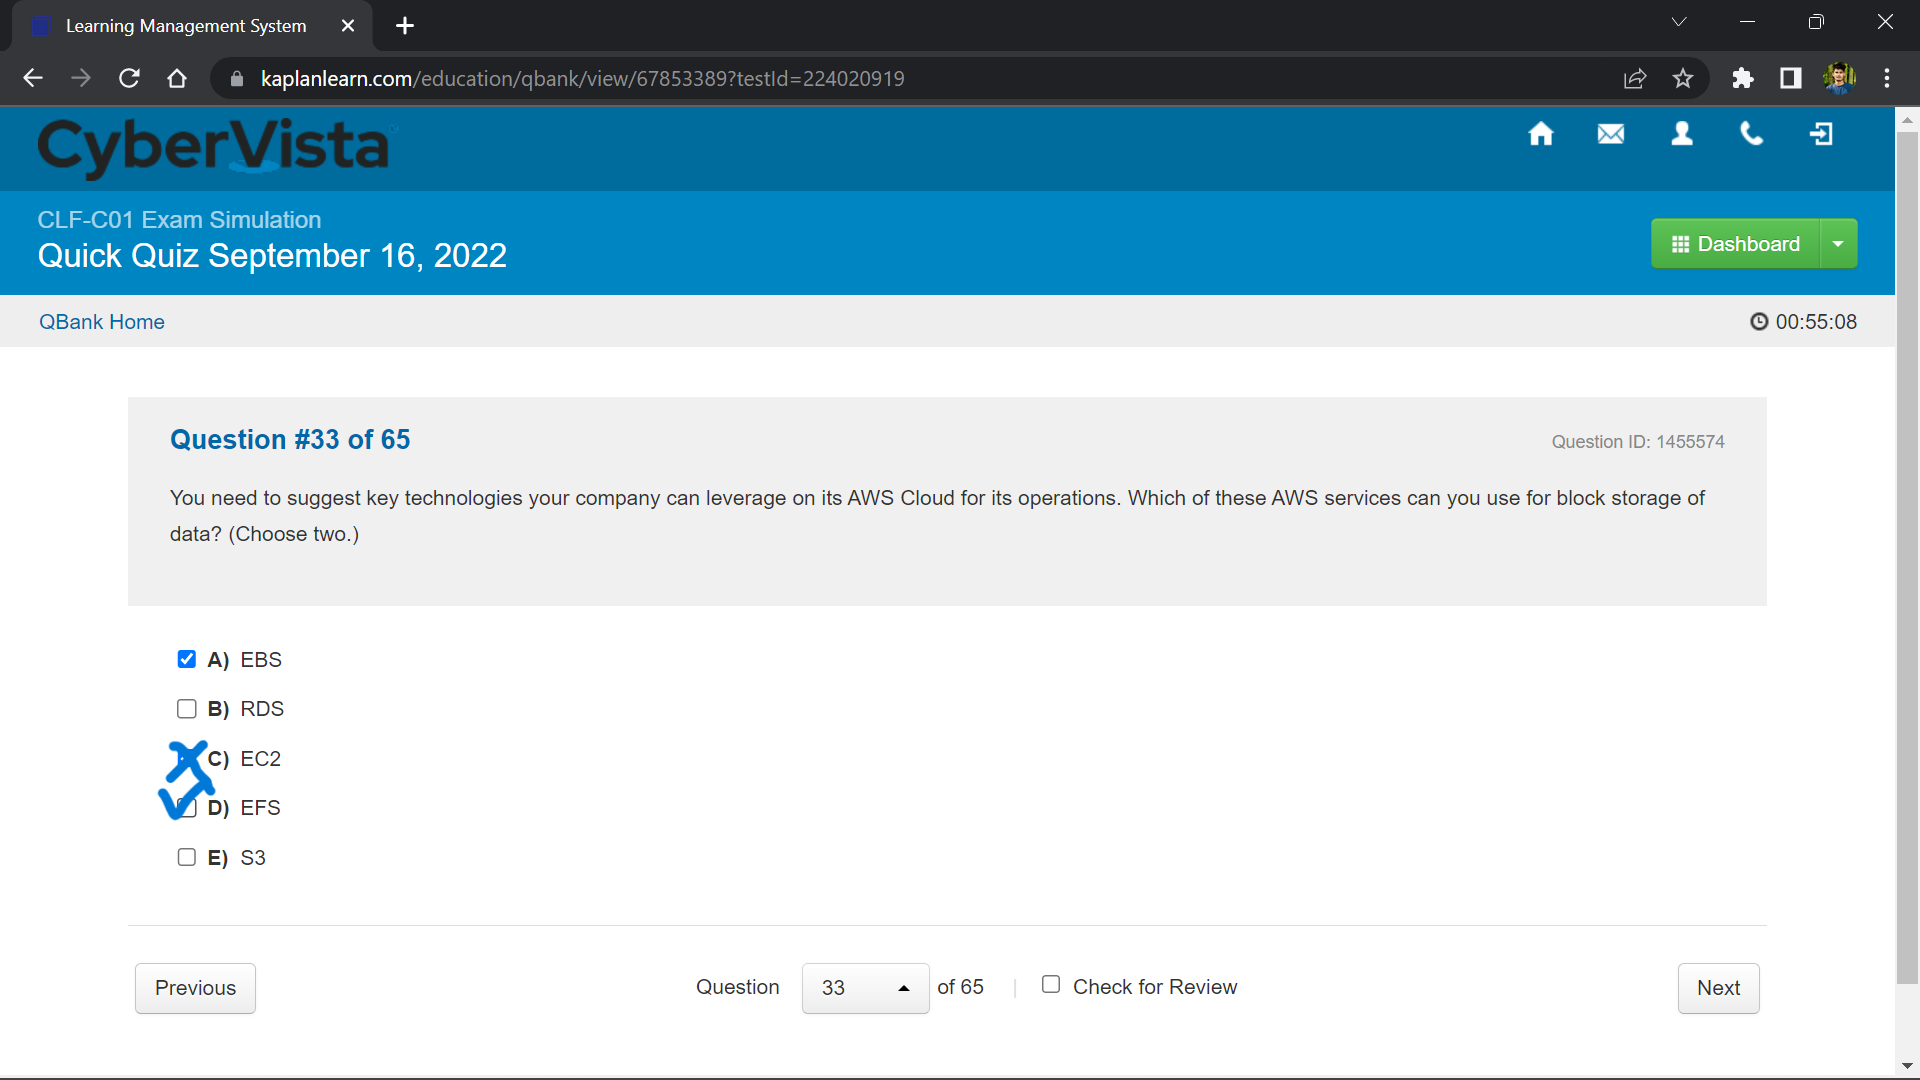 Learning Management System
kaplanlearn.com/education/qbank/view/67853389?testId=224020919
CyberVista
CLF-C01 Exam Simulation
Quick Quiz September 16, 2022
Dashboard
QBank Home
00:55:08
Question #33 of 65
Question ID: 1455574
You need to suggest key technologies your company can leverage on its AWS Cloud for its operations. Which of these AWS services can you use for block storage of
data? (Choose two.)
A) EBS
B) RDS
C) EC2
D) EFS
E) S3
Previous
Question 33 of 65 | Check for Review
Next